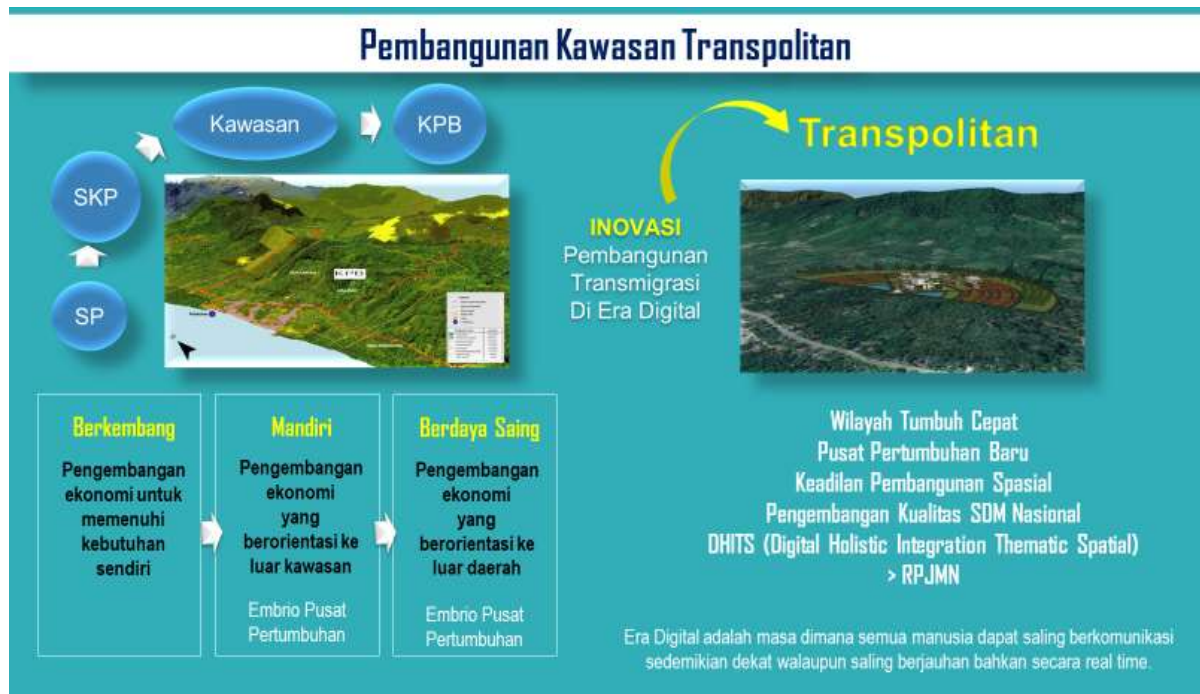 Pembangunan Kawasan Transpolitan
Kawasan
KPB
SKP
SP
KPB
Berkembang
Pengembangan
ekonomi untuk
memenuhi
kebutuhan
sendiri
Mandiri
Pengembangan
ekonomi
yang
berorientasi ke
luar kawasan
Embrio Pusat
Pertumbuhan
Berdaya Saing
Pengembangan
ekonomi
yang
berorientasi ke
luar daerah
Embrio Pusat
Pertumbuhan
Transpolitan
INOVASI
Pembangunan
Transmigrasi
Di Era Digital
Wilayah Tumbuh Cepat
Pusat Pertumbuhan Baru
Keadilan Pembangunan Spasial
Pengembangan Kualitas SDM Nasional
DHITS (Digital Holistic Integration Thematic Spatial)
> RPJMN
Era Digital adalah masa dimana semua manusia dapat saling berkomunikasi
sedemikian dekat walaupun saling berjauhan bahkan secara real time.